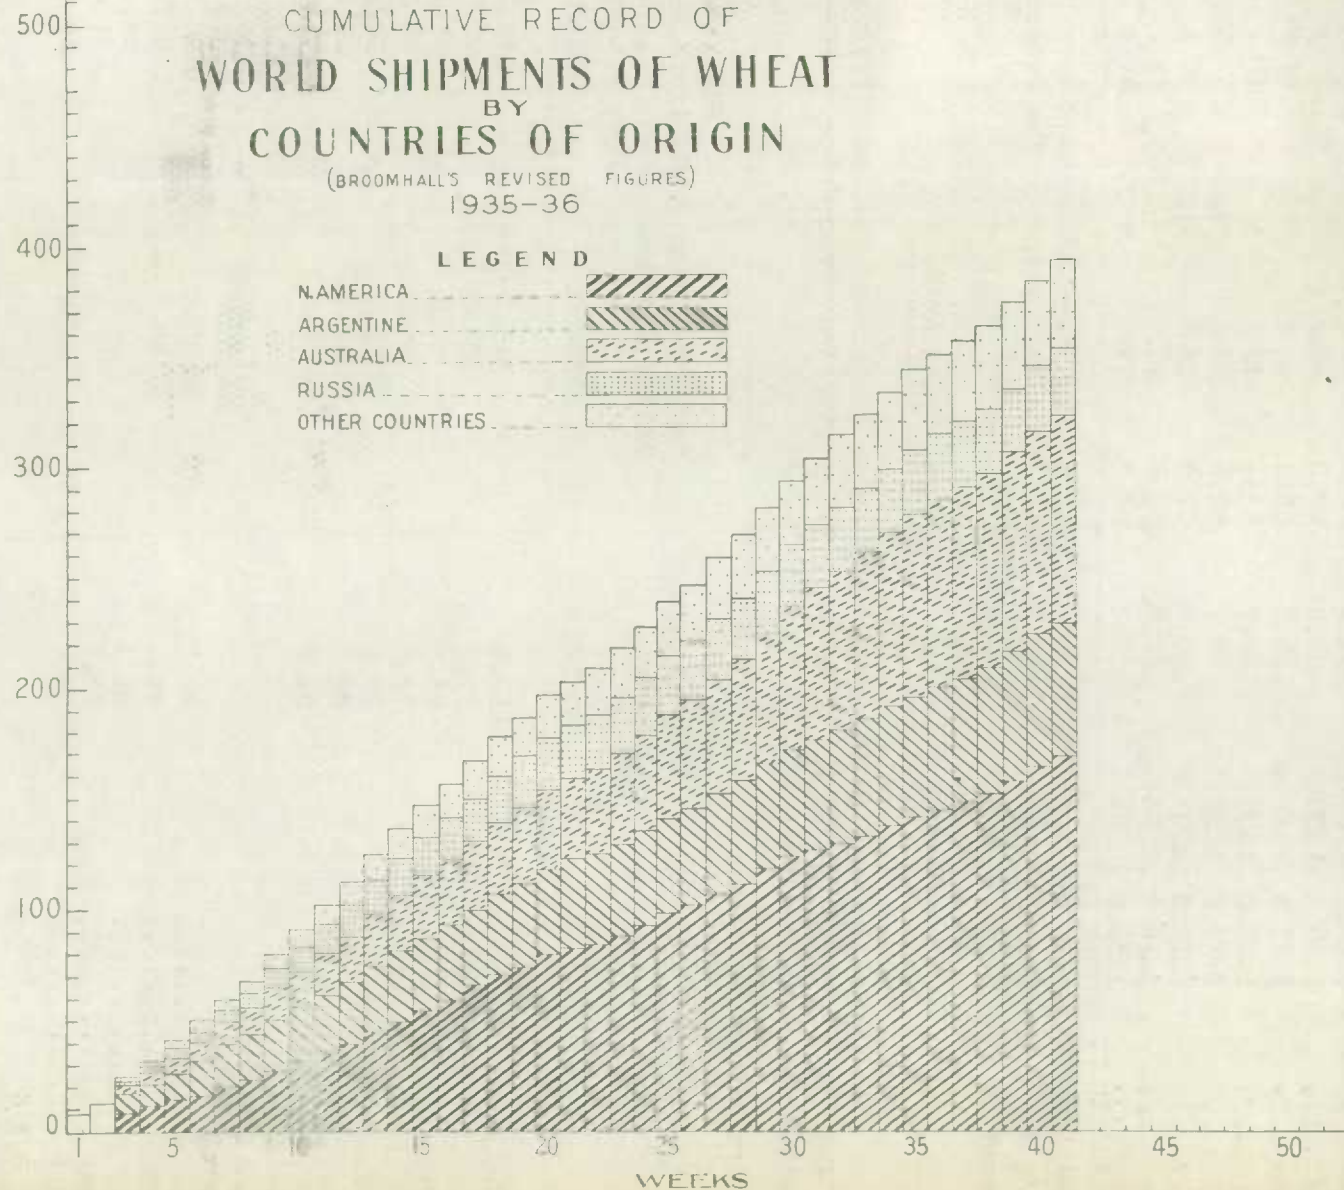 CUMULATIVE RECORD OF
WORLD SHIPMENTS OF WHEAT
BY
COUNTRIES OF ORIGIN
(BROOMHALL'S REVISED FIGURES)
1935-36
LEGEND
N. AMERICA
ARGENTINE
AUSTRALIA
RUSSIA
OTHER COUNTRIES
500
400
300
200
100
0
1 5 10 15 20 25 30 35 40 45 50
WEEKS